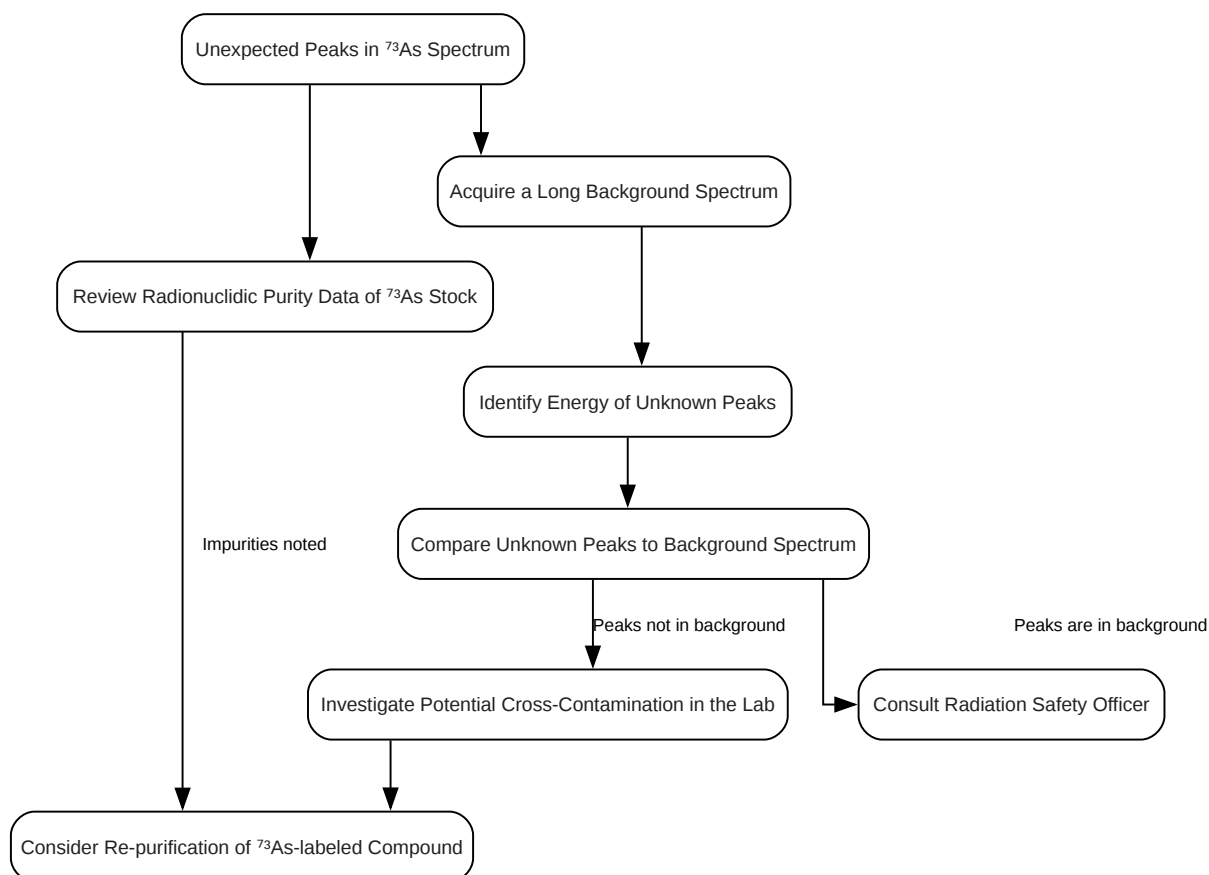 Unexpected Peaks in ⁷³As Spectrum
Acquire a Long Background Spectrum
Review Radionuclidic Purity Data of ⁷³As Stock
Identify Energy of Unknown Peaks
Impurities noted
Compare Unknown Peaks to Background Spectrum
Peaks not in background
Peaks are in background
Investigate Potential Cross-Contamination in the Lab
Consult Radiation Safety Officer
Consider Re-purification of ⁷³As-labeled Compound